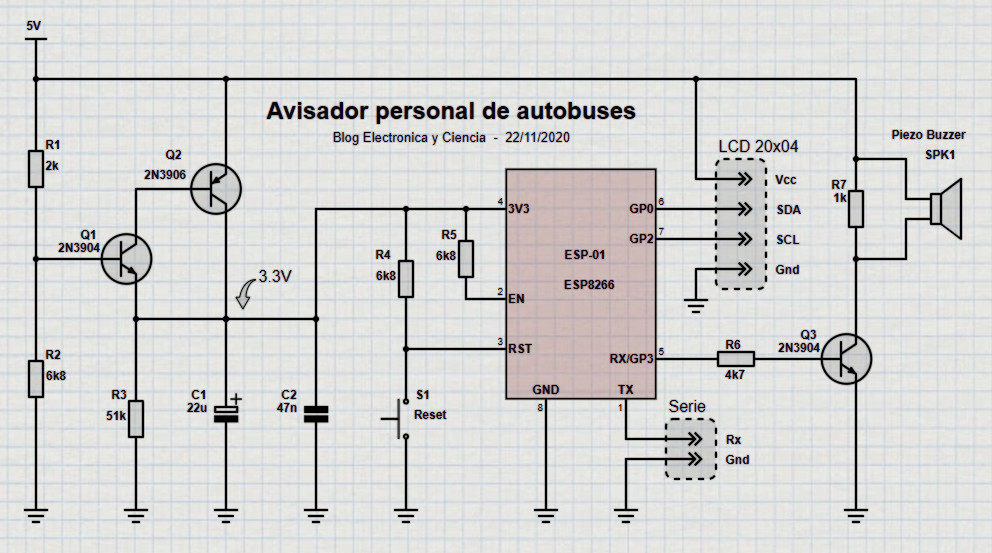 5V
Avisador personal de autobuses
Blog Electronica y Ciencia - 22/11/2020
R1
2k
Q2
2N3906
Q1
2N3904
R2
6k8
R3
51k
C1
22u
+
C2
47n
3.3V
R4
6k8
R5
6k8
S1
Reset
4
3V3
2
EN
3
RST
ESP-01
ESP8266
GP0
6
GP2
7
RX/GP3
5
GND
8
TX
1
LCD 20x04
Vcc
SDA
SCL
Gnd
Serie
Rx
Gnd
R6
4k7
Q3
2N3904
R7
1k
Piezo Buzzer
SPK1